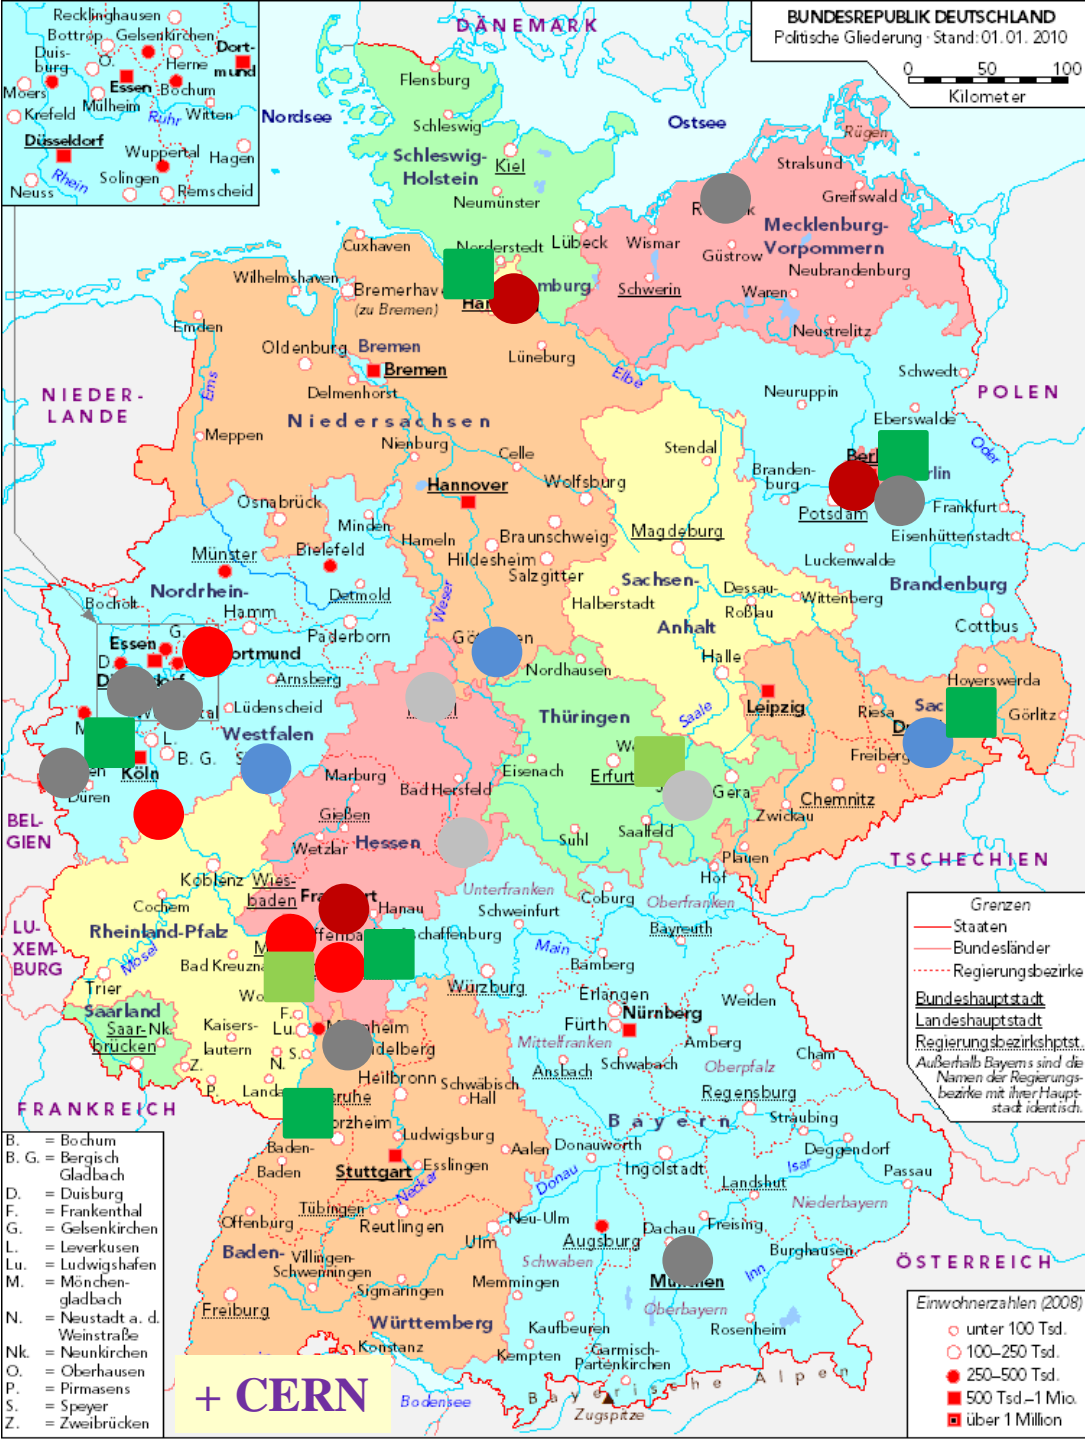 BUNDESREPUBLIK DEUTSCHLAND
Politische Gliederung · Stand: 01. 01. 2010
0 50 100
Kilometer
Recklinghausen
Bottrop
Gelsenkirchen
Duis-
burg
O.
Herne
Dort-
mund
Essen
Bochum
Moers
Mülheim
Krefeld
Ruhr
Witten
Düsseldorf
Wuppertal
Hagen
Rhein
Solingen
Neuss
Remscheid
DÄNEMARK
Nordsee
Ostsee
Flensburg
Schleswig
Schleswig-
Holstein
Kiel
Neumünster
Norderstedt
Lübeck
Rügen
Stralsund
Greifswald
Mecklenburg-
Vorpommern
Wismar
Güstrow
Neubrandenburg
Schwerin
Waren
Neustrelitz
Cuxhaven
Wilhelmshaven
Bremerhav
(zu Bremen)
Ha
mburg
Emden
Oldenburg
Bremen
Bremen
Delmenhorst
Lüneburg
Elbe
Ems
NIEDER-
LANDE
Niedersachsen
Meppen
Nienburg
Celle
Hannover
Wolfsburg
Osnabrück
Minden
Hameln
Braunschweig
Hildesheim
Salzgitter
Weser
Stendal
Magdeburg
Sachsen-
Anhalt
Halberstadt
Dessau-
Roßlau
Wittenberg
Halle
Neuruppin
Schwedt
Eberswalde
Oder
POLEN
Berl
rlin
Branden-
burg
Potsdam
Frankfurt
Eisenhüttenstadt
Luckenwalde
Brandenburg
Cottbus
Münster
Bielefeld
Nordrhein-
Detmold
Bocholt
Hamm
Paderborn
Essen
G.
D.
ortmund
Arnsberg
Lüdenscheid
Westfalen
L.
B. G.
Köln
Düren
Nordhausen
Thüringen
Eisenach
Erfurt
Saale
Gera
Suhl
Saalfeld
Leipzig
Hoyerswerda
Sac
Riesa
Görlitz
Freiberg
Chemnitz
Zwickau
Plauen
Marburg
Bad Hersfeld
Gießen
Hessen
Wetzlar
BEL-
GIEN
TSCHECHIEN
Koblenz
Wies-
baden
Cochem
Hanau
Rheinland-Pfalz
LU-
XEM-
BURG
Mosel
Bad Kreuzna
Trier
Saarland
Saar-
brücken
Nk.
Kaisers-
lautern
F.
Lu.
S.
N.
Z.
P.
Landa
delberg
Heilbronn
Unterfranken
Schweinfurt
Coburg
Hof
Oberfranken
Bayreuth
schaffenburg
Main
Bamberg
Würzburg
Erlangen
Weiden
Fürth
Nürnberg
Mittelfranken
Amberg
Ansbach
Schwabach
Cham
Oberpfalz
Regensburg
Bayern
Straubing
Deggendorf
Passau
Isar
Niederbayern
Landshut
Donauwörth
Ingolstadt
Donau
Freising
Dachau
Augsburg
Schwaben
München
Oberbayern
Burghausen
Inn
Rosenheim
Memmingen
Kaufbeuren
Kempten
Garmisch-
Partenkirchen
Bayerische Alpen
Zugspitze
FRANKREICH
Schwäbisch
Hall
Ludwigsburg
Aalen
Baden-
Baden
Stuttgart
Esslingen
Neckar
Tübingen
Reutlingen
Offenburg
Neu-Ulm
Ulm
Baden-
Württemberg
Villingen-
Schwenningen
Sigmaringen
Freiburg
Konstanz
Bodensee
ÖSTERREICH
+ CERN
Grenzen
Staaten
Bundesländer
Regierungsbezirke
Bundeshauptstadt
Landeshauptstadt
Regierungsbezirkshptst.
Außerhalb Bayerns sind die
Namen der Regierungs-
bezirke mit ihrer Haupt-
stadt identisch.
Einwohnerzahlen (2008)
unter 100 Tsd.
100–250 Tsd.
250–500 Tsd.
500 Tsd.–1 Mio.
über 1 Million
B. = Bochum
B. G. = Bergisch
Gladbach
D. = Duisburg
F. = Frankenthal
G. = Gelsenkirchen
L. = Leverkusen
Lu. = Ludwigshafen
M. = Mönchen-
gladbach
N. = Neustadt a. d.
Weinstraße
Nk. = Neunkirchen
O. = Oberhausen
P. = Pirmasens
S. = Speyer
Z. = Zweibrücken